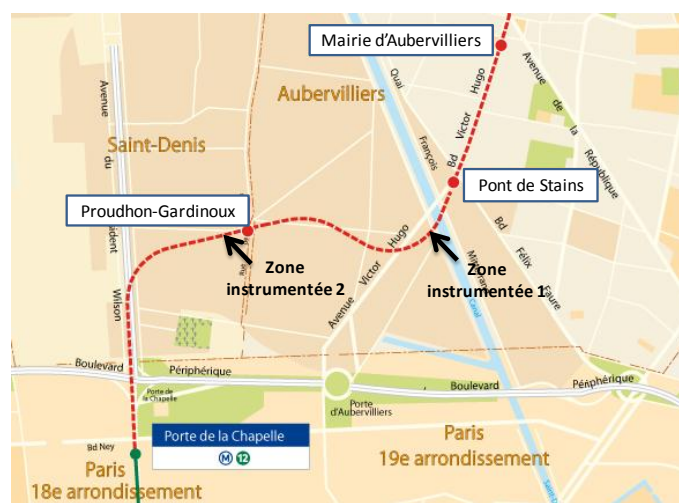 Mairie d'Aubervilliers
Aubervilliers
Saint-Denis
Avenue
du
Wilson
Quai
François
Bd
Victor
Hugo
Avenue
de
la
République
Proudhon-Gardinoux
Pont de Stains
Zone
instrumentée 2
Zone
instrumentée 1
Rue
Avenue
Victor
Hugo
Canal
Bd
Félix
Faure
Boulevard
Périphérique
Boulevard
Périphérique
Porte de
la Chapelle
Porte
d'Aubervilliers
Bd Ney
Porte de la Chapelle
M 12
Paris
18e arrondissement
Paris
19e arrondissement